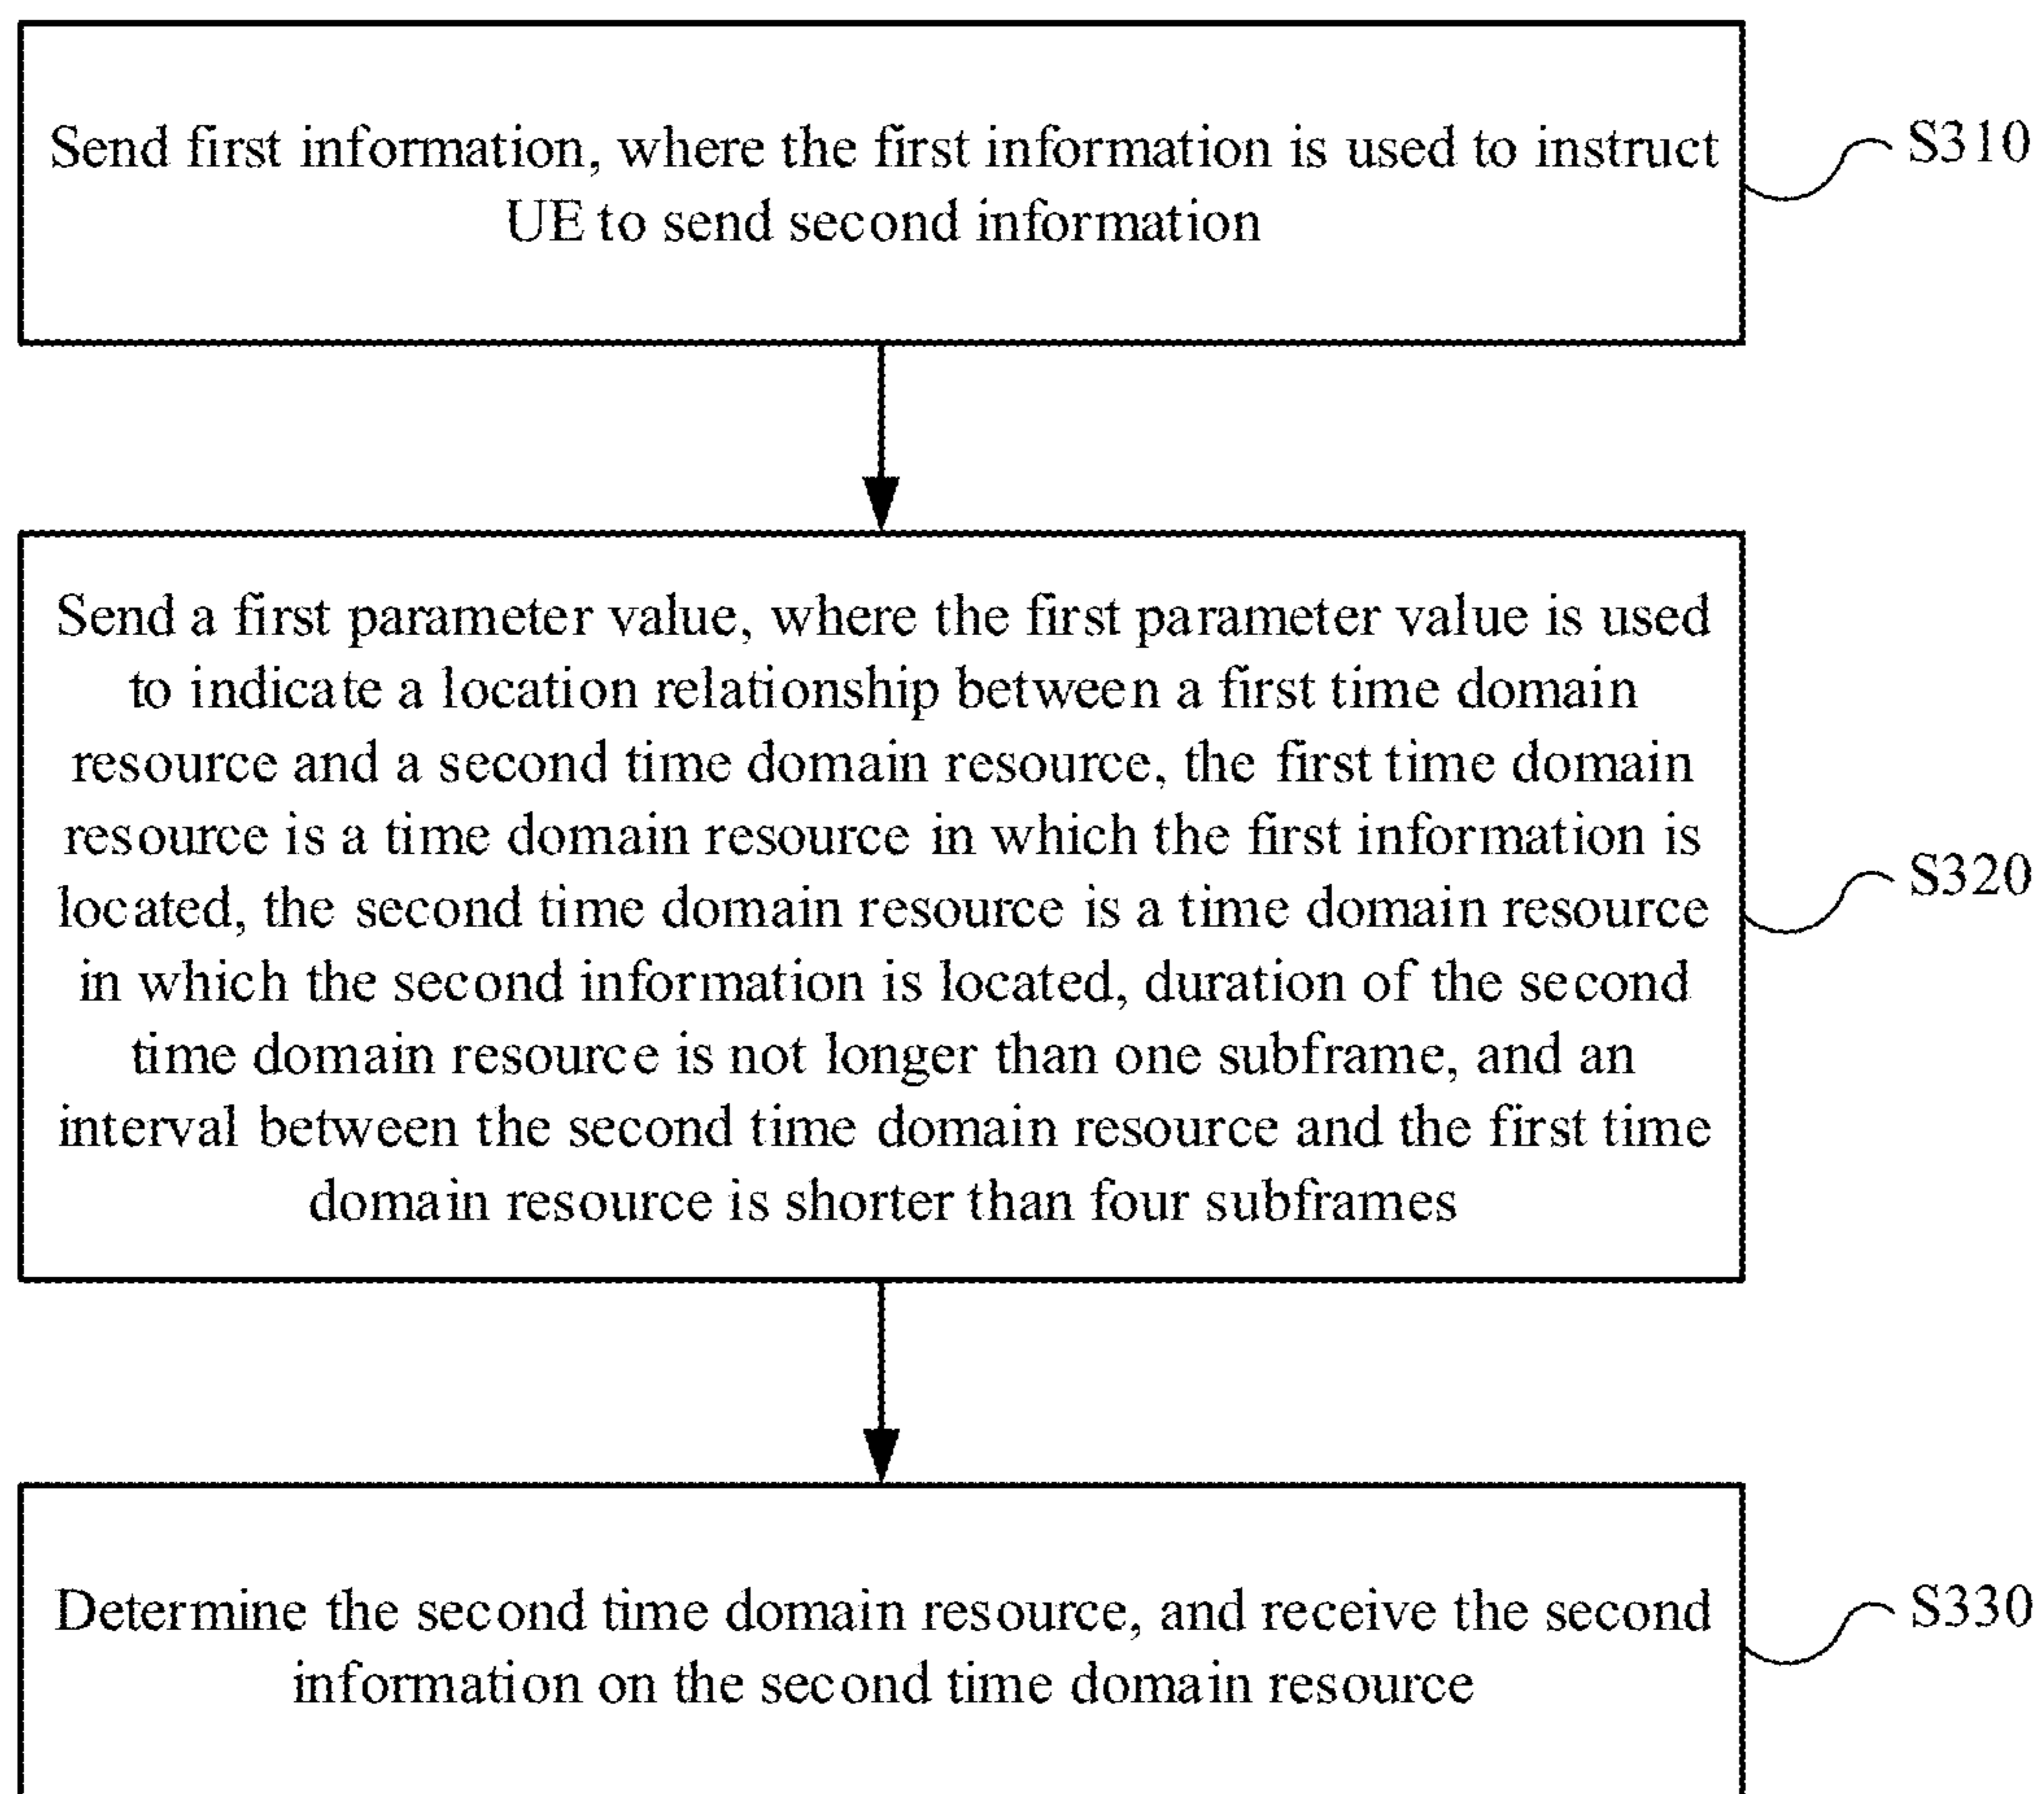 Send first information, where the first information is used to instruct
UE to send second information
S310
Send a first parameter value, where the first parameter value is used
to indicate a location relationship between a first time domain
resource and a second time domain resource, the first time domain
resource is a time domain resource in which the first information is
located, the second time domain resource is a time domain resource
in which the second information is located, duration of the second
time domain resource is not longer than one subframe, and an
interval between the second time domain resource and the first time
domain resource is shorter than four subframes
S320
Determine the second time domain resource, and receive the second
information on the second time domain resource
S330